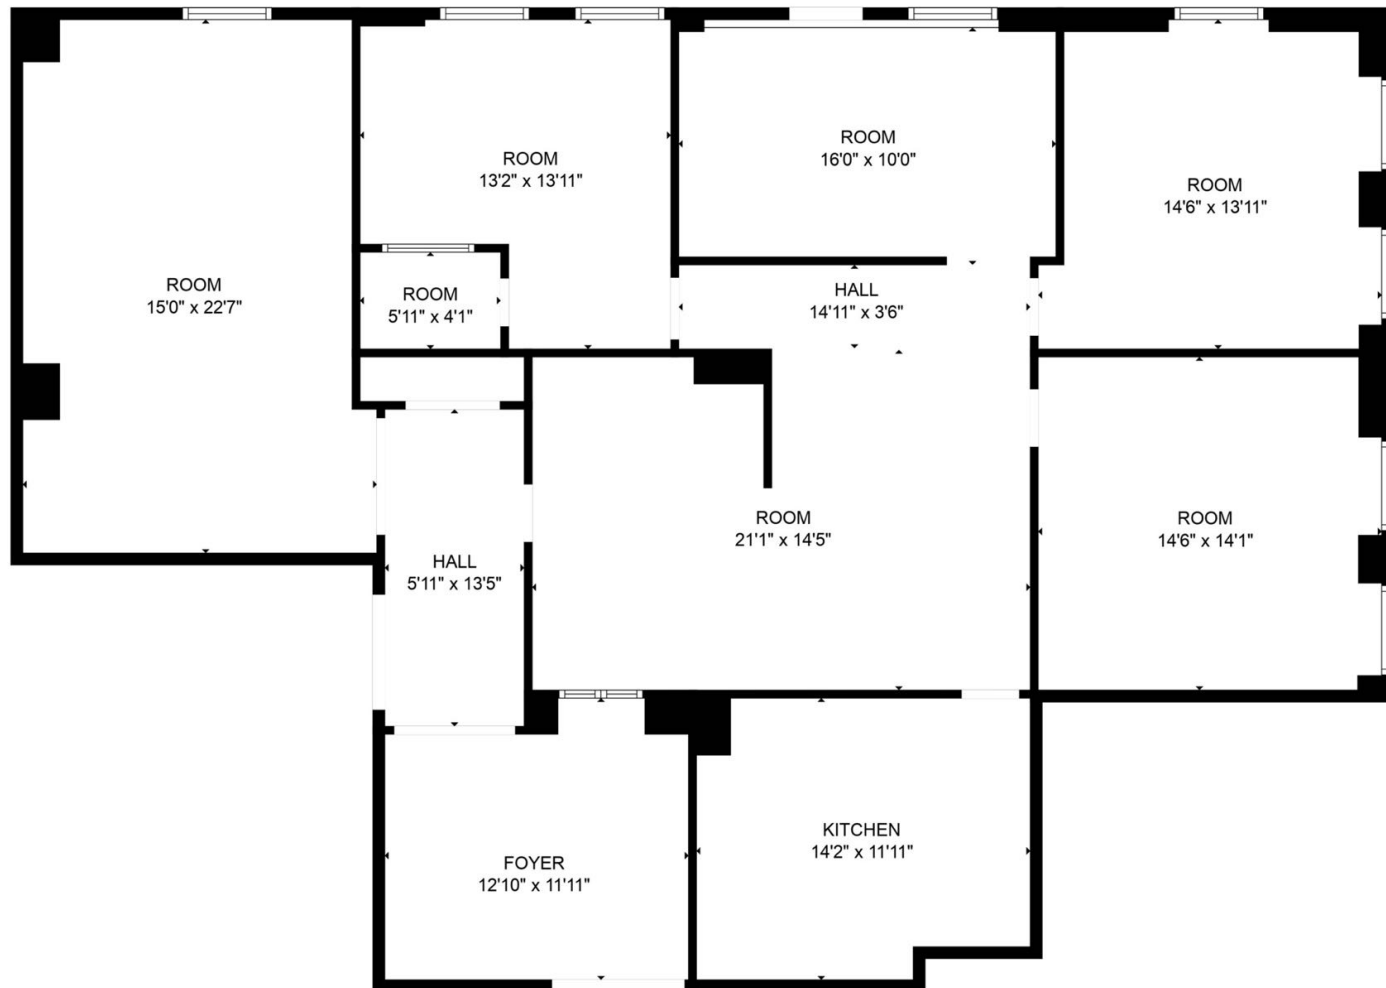 ROOM
16'0" x 10'0"
ROOM
13'2" x 13'11"
ROOM
14'6" x 13'11"
ROOM
15'0" x 22'7"
ROOM
5'11" x 4'1"
HALL
14'11" x 3'6"
ROOM
21'1" x 14'5"
ROOM
14'6" x 14'1"
HALL
5'11" x 13'5"
KITCHEN
14'2" x 11'11"
FOYER
12'10" x 11'11"